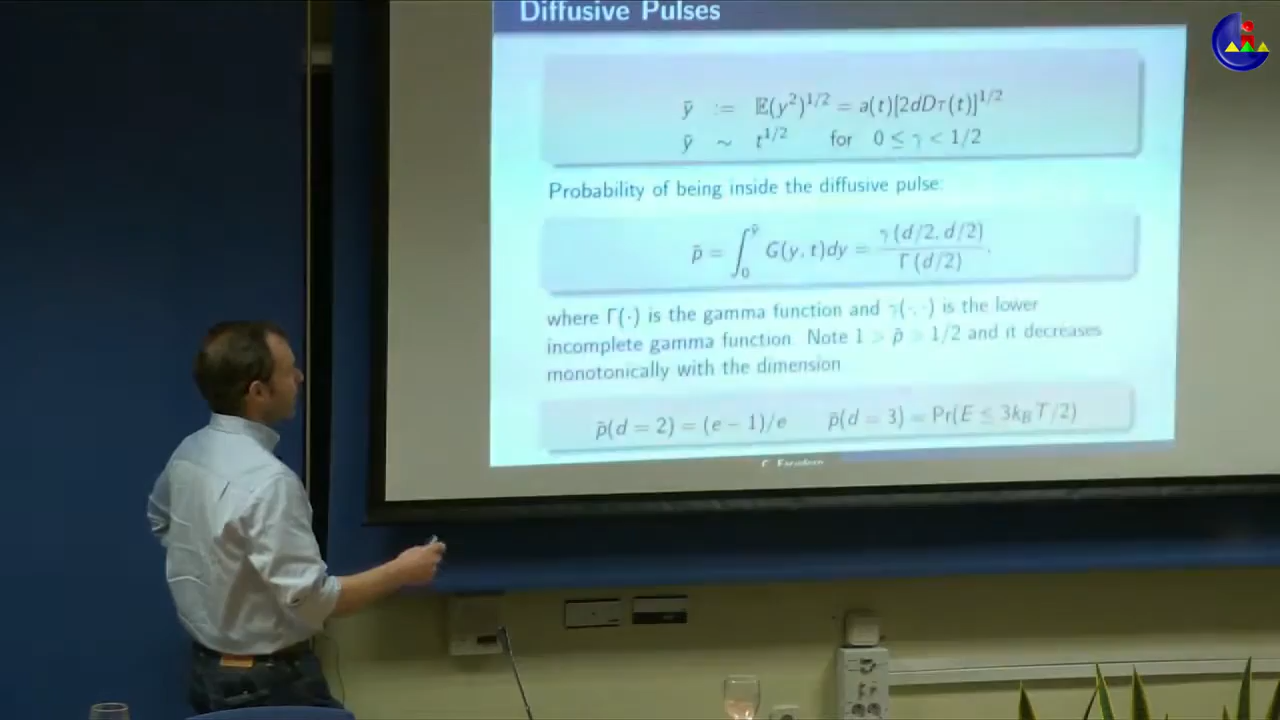 Diffusive Pulses
ȳ := 𝔼(y²)^{1/2} = a(t)[2dDτ(t)]^{1/2}
ȳ ∼ t^{1/2} for 0 ≤ γ < 1/2
Probability of being inside the diffusive pulse:
p̄ = ∫₀^ȳ G(y, t)dy = γ(d/2, d/2) / Γ(d/2).
where Γ(·) is the gamma function and γ(·, ·) is the lower
incomplete gamma function. Note 1 > p̄ > 1/2 and it decreases
monotonically with the dimension
p̄(d = 2) = (e − 1)/e p̄(d = 3) = Pr(E ≤ 3k_B T/2)